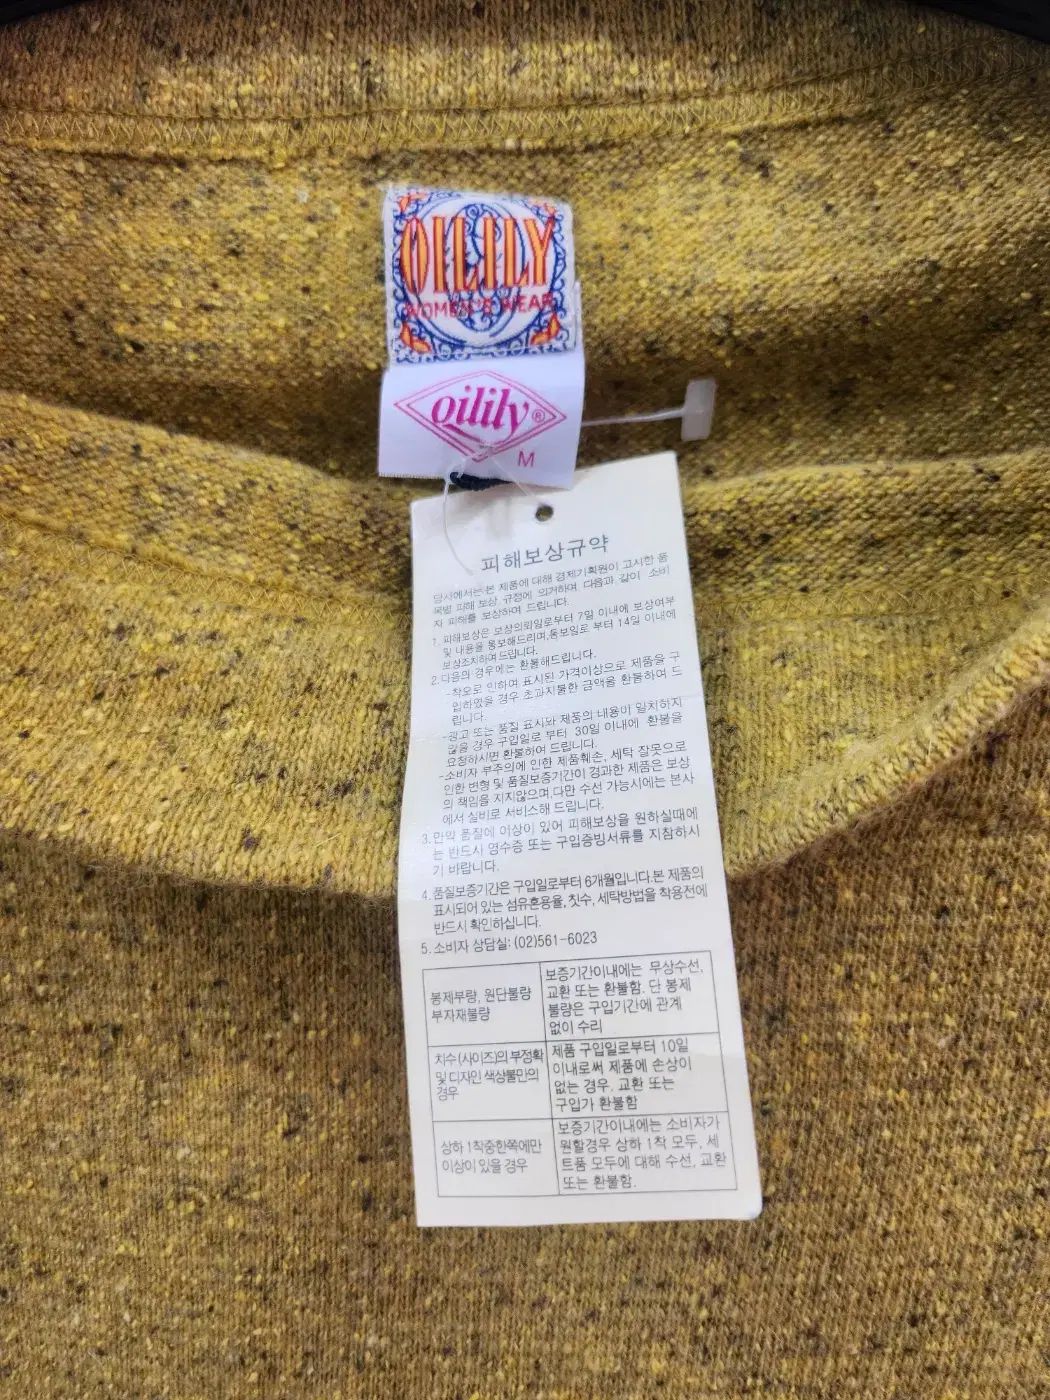 OILILY
WOMEN'S WEAR
oilily®
M
피해보상규약
당사에서는 본 제품에 대해 경제기획원이 고시한 품
목별 피해 보상 규정에 의거하여 다음과 같이 소비
자 피해를 보상하여 드립니다.
1. 피해보상은 보상의뢰일로부터 7일 이내에 보상여부
및 내용을 통보해드리며,통보일로 부터 14일 이내에
보상조치하여드립니다.
2. 다음의 경우에는 환불해드립니다.
-착오로 인하여 표시된 가격이상으로 제품을 구
입하였을 경우 초과지불한 금액을 환불하여 드
립니다.
-광고 또는 품질 표시와 제품의 내용이 일치하지
않을 경우 구입일로 부터 30일 이내에 환불을
요청하시면 환불하여 드립니다.
-소비자 부주의에 인한 제품훼손, 세탁 잘못으로
인한 변형 및 품질보증기간이 경과한 제품은 보상
의 책임을 지지않으며,다만 수선 가능시에는 본사
에서 실비로 서비스해 드립니다.
3. 만약 품질에 이상이 있어 피해보상을 원하실때에
는 반드시 영수증 또는 구입증빙서류를 지참하시
기 바랍니다.
4. 품질보증기간은 구입일로부터 6개월입니다.본 제품의
표시되어 있는 섬유혼용율, 칫수, 세탁방법을 착용전에
반드시 확인하십시다.
5. 소비자 상담실: (02)561-6023
봉제부량, 원단불량
부자재불량
보증기간이내에는 무상수선,
교환 또는 환불함. 단 봉제
불량은 구입기간에 관계
없이 수리
치수(사이즈)의 부정확
및 디자인 색상불만의
경우
제품 구입일로부터 10일
이내로써 제품에 손상이
없는 경우, 교환 또는
구입가 환불함
상하 1착중한쪽에만
이상이 있을 경우
보증기간이내에는 소비자가
원할경우 상하 1착 모두, 세
트품 모두에 대해 수선, 교환
또는 환불함.